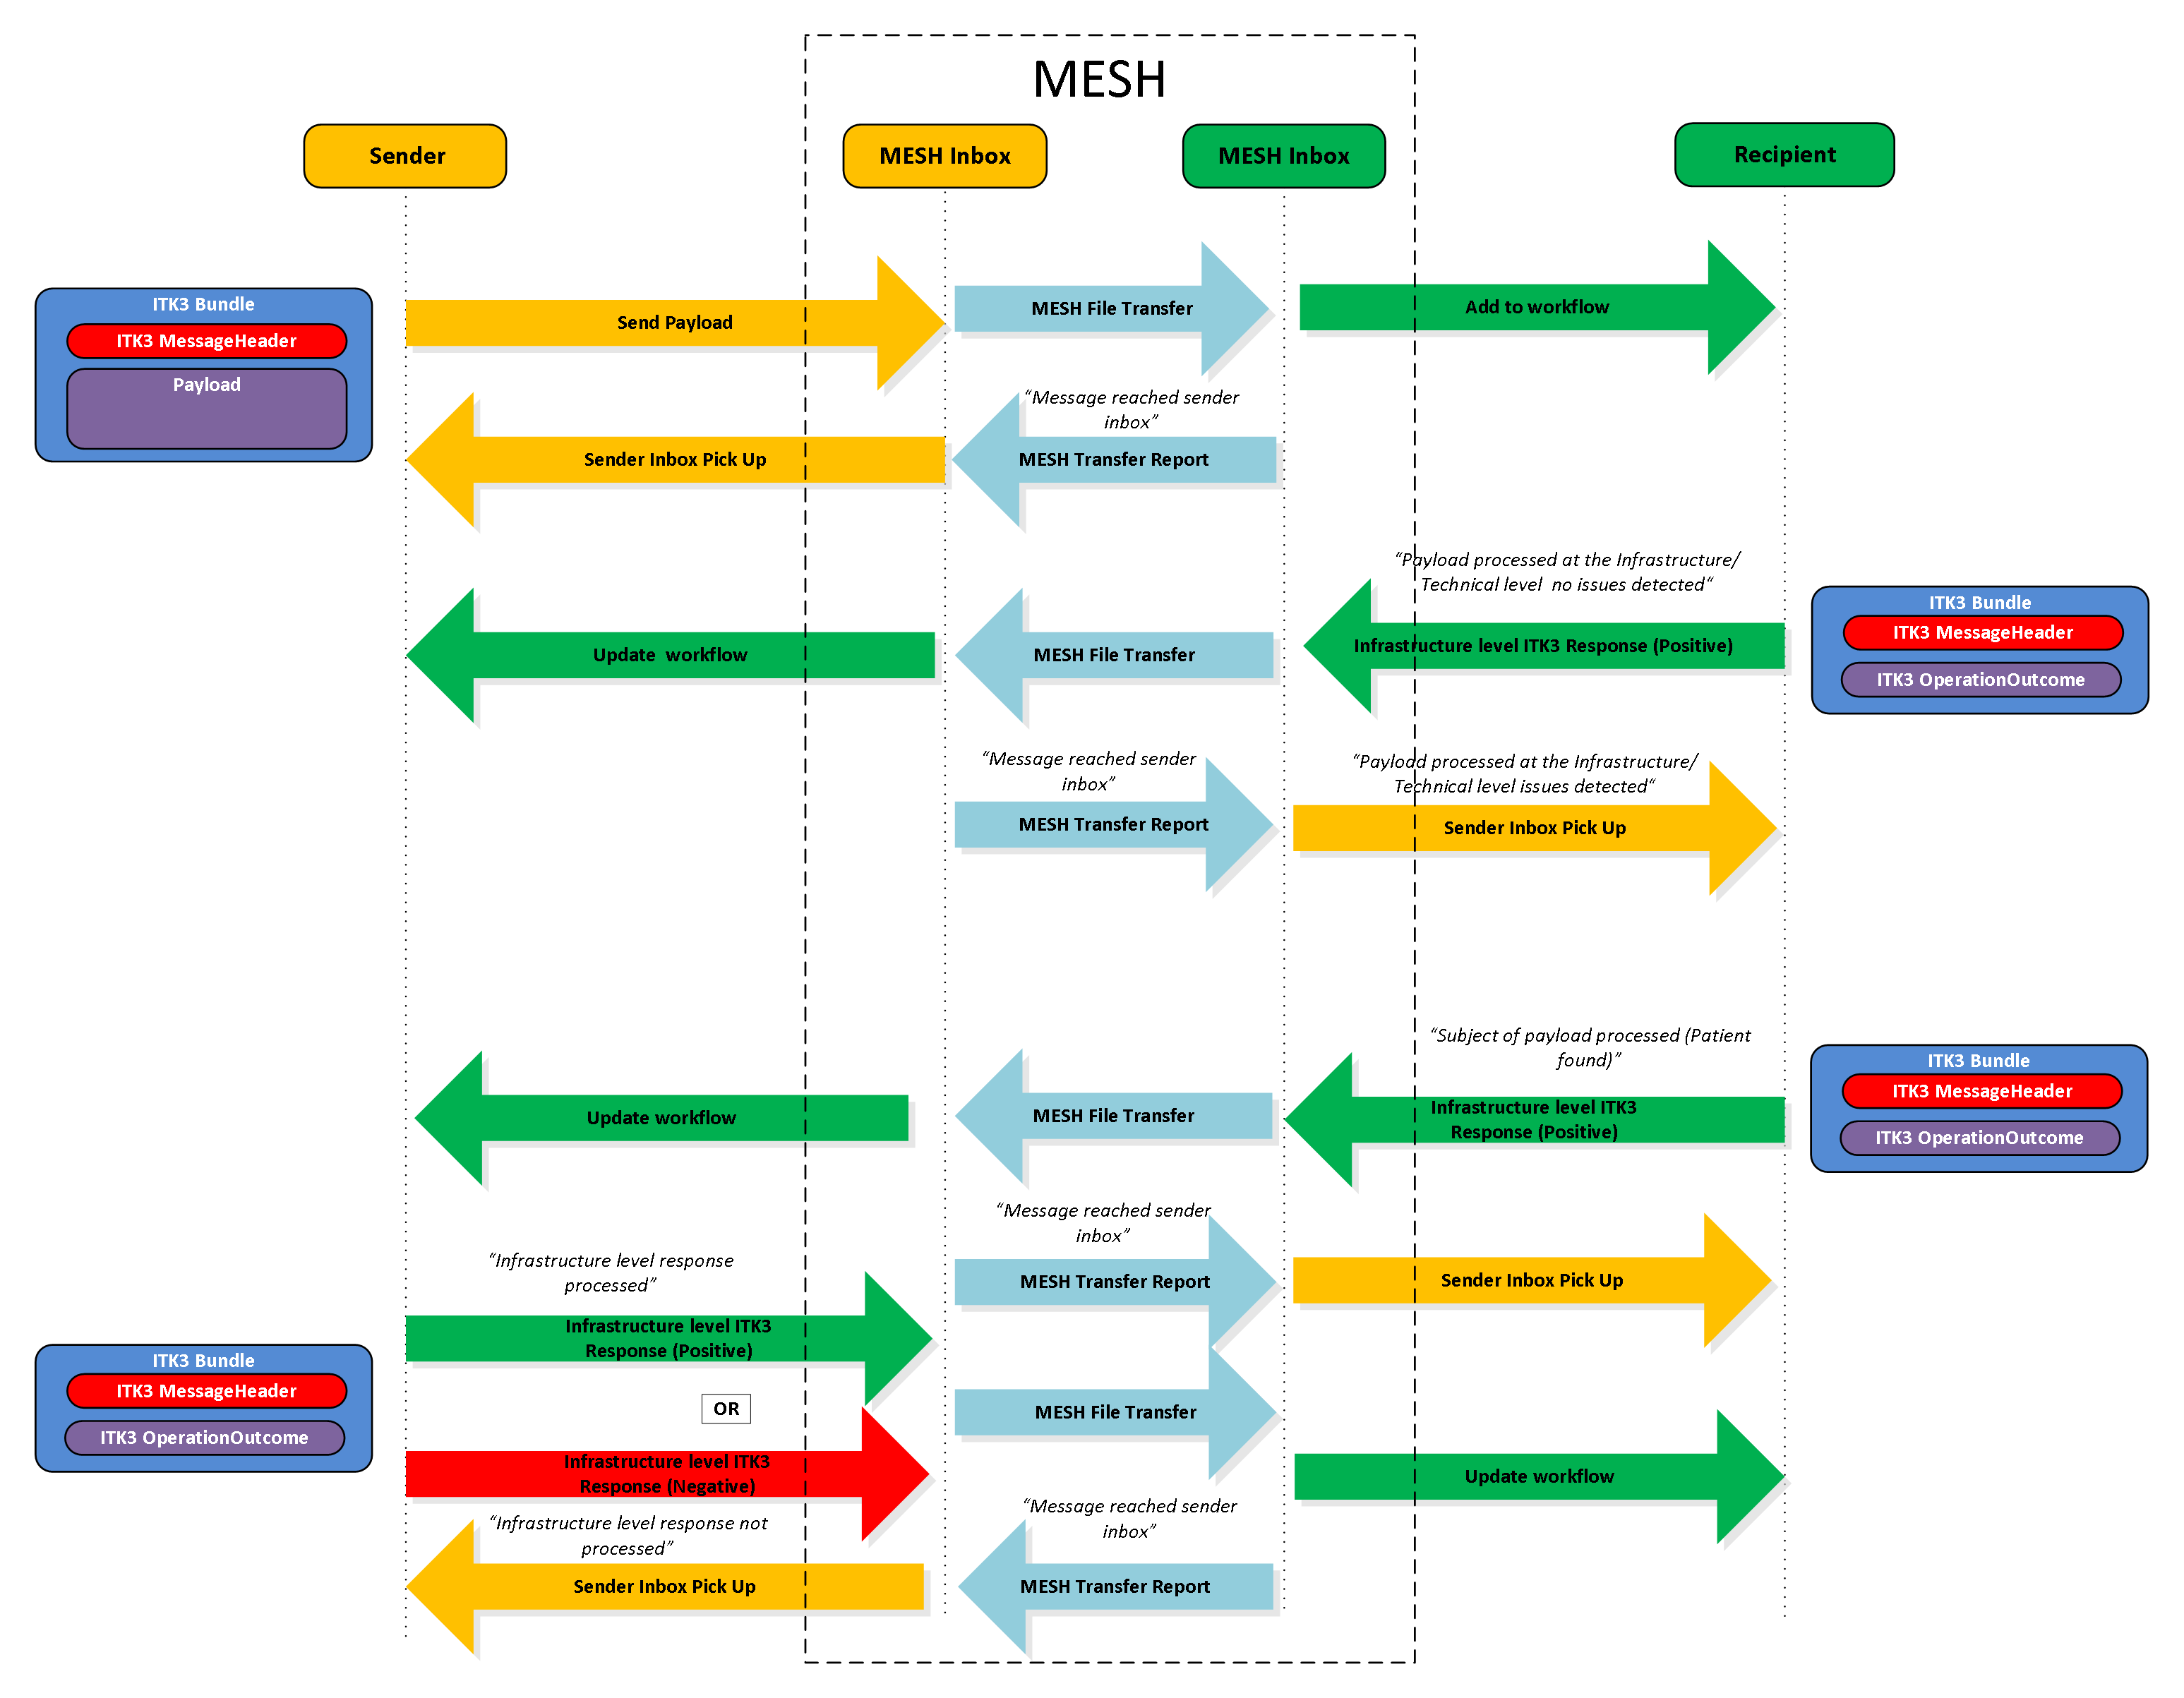 MESH
Sender
MESH Inbox
MESH Inbox
Recipient
ITK3 Bundle
ITK3 MessageHeader
Payload
Send Payload
MESH File Transfer
Add to workflow
“Message reached sender
inbox”
Sender Inbox Pick Up
MESH Transfer Report
“Payload processed at the Infrastructure/
Technical level  no issues detected“
Update  workflow
MESH File Transfer
Infrastructure level ITK3 Response (Positive)
ITK3 Bundle
ITK3 MessageHeader
ITK3 OperationOutcome
“Message reached sender
inbox”
MESH Transfer Report
“Payload processed at the Infrastructure/
Technical level issues detected“
Sender Inbox Pick Up
“Subject of payload processed (Patient
found)”
Update workflow
MESH File Transfer
Infrastructure level ITK3
Response (Positive)
ITK3 Bundle
ITK3 MessageHeader
ITK3 OperationOutcome
“Message reached sender
inbox”
MESH Transfer Report
Sender Inbox Pick Up
“Infrastructure level response
processed”
Infrastructure level ITK3
Response (Positive)
ITK3 Bundle
ITK3 MessageHeader
ITK3 OperationOutcome
OR
MESH File Transfer
Infrastructure level ITK3
Response (Negative)
Update workflow
“Infrastructure level response not
processed”
“Message reached sender
inbox”
Sender Inbox Pick Up
MESH Transfer Report